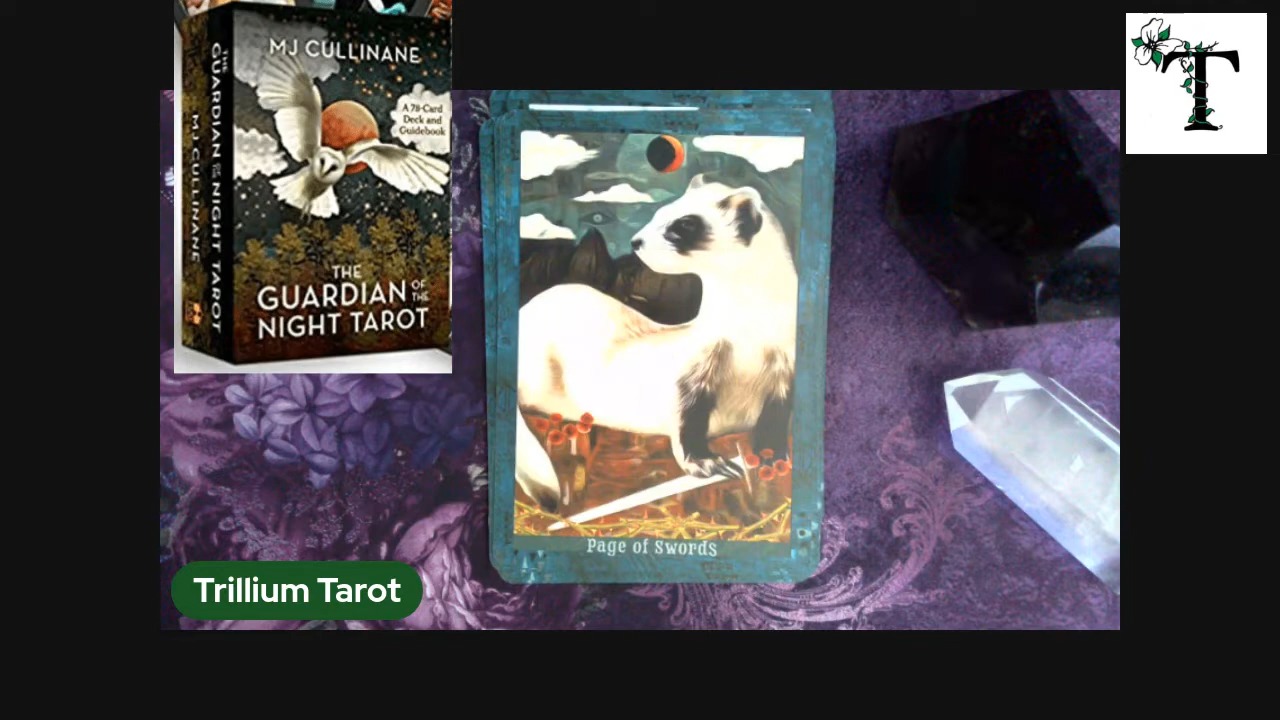 MJ CULLINANE
A 78-Card
Deck and
Guidebook
THE
GUARDIAN OF THE
NIGHT TAROT
THE GUARDIAN OF THE NIGHT TAROT
MJ CULLINANE
T
Page of Swords
Trillium Tarot